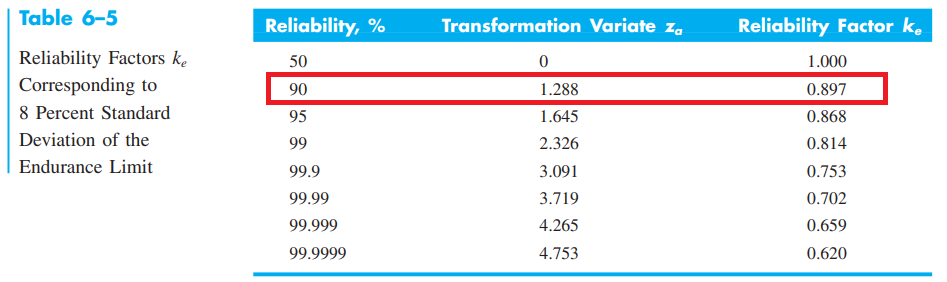 Table 6–5
Reliability Factors kₑ
Corresponding to
8 Percent Standard
Deviation of the
Endurance Limit
Reliability, % Transformation Variate zₐ Reliability Factor kₑ
50 0 1.000
90 1.288 0.897
95 1.645 0.868
99 2.326 0.814
99.9 3.091 0.753
99.99 3.719 0.702
99.999 4.265 0.659
99.9999 4.753 0.620